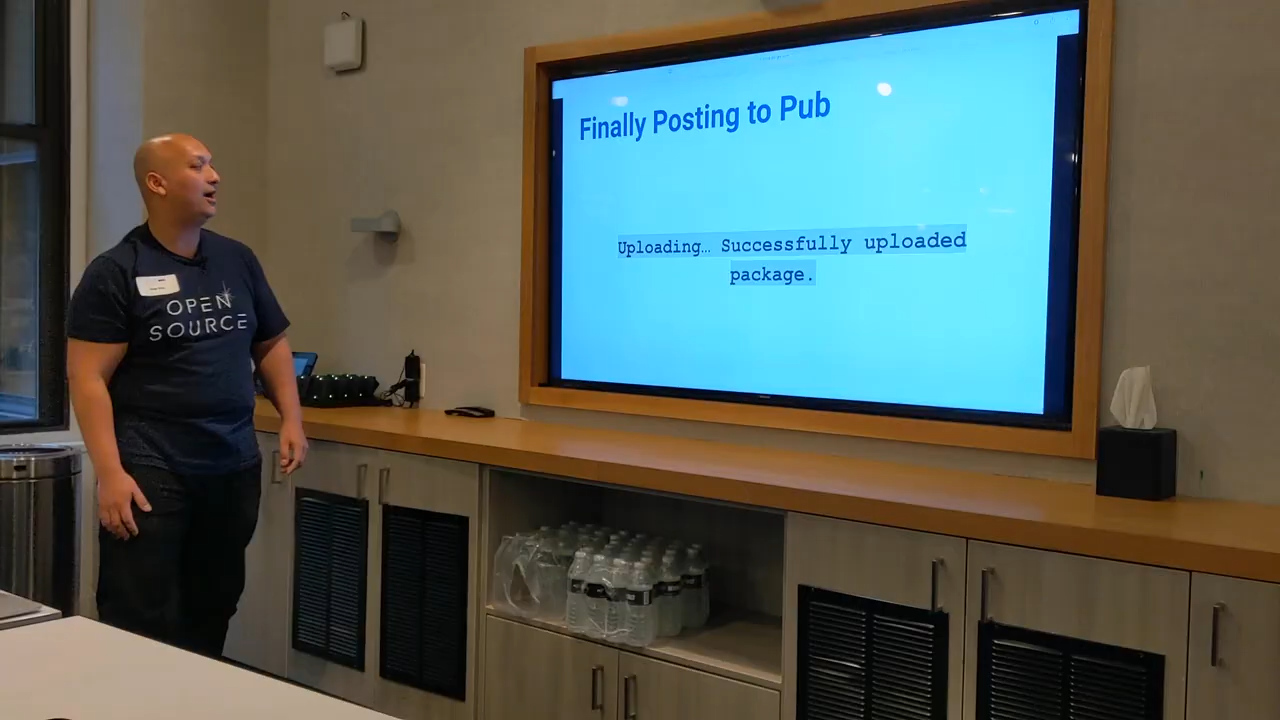 Finally Posting to Pub
Uploading… Successfully uploaded
package.
OPEN
SOURCE